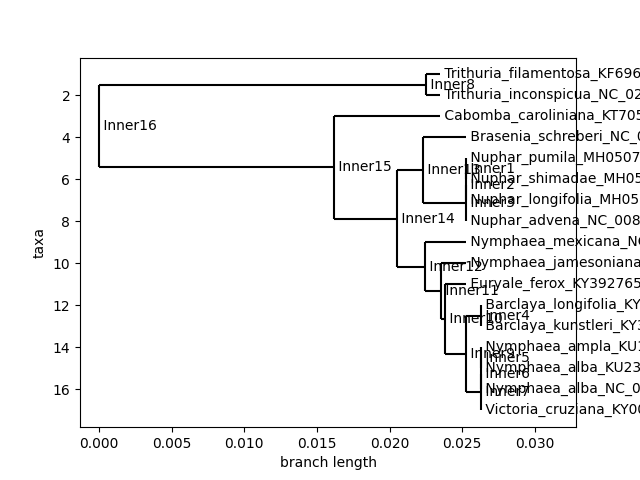 Trithuria_filamentosa_KF696
Inner8
Trithuria_inconspicua_NC_02
2
Cabomba_caroliniana_KT705
Inner16
Brasenia_schreberi_NC_0
4
Nuphar_pumila_MH0507
Inner15
Inner13
Inner1
Nuphar_shimadae_MH05
6
Inner2
Nuphar_longifolia_MH05
Inner3
Inner14
Nuphar_advena_NC_008
8
taxa
Nymphaea_mexicana_NC
Nymphaea_jamesoniana
10
Inner12
Euryale_ferox_KY392765
Inner11
Barclaya_longifolia_KY
12
Inner4
Inner10
Barclaya_kunstleri_KY3
Nymphaea_ampla_KU1
14
Inner9
Inner5
Nymphaea_alba_KU23
Inner6
Nymphaea_alba_NC_0
16
Inner7
Victoria_cruziana_KY00
0.000 0.005 0.010 0.015 0.020 0.025 0.030
branch length